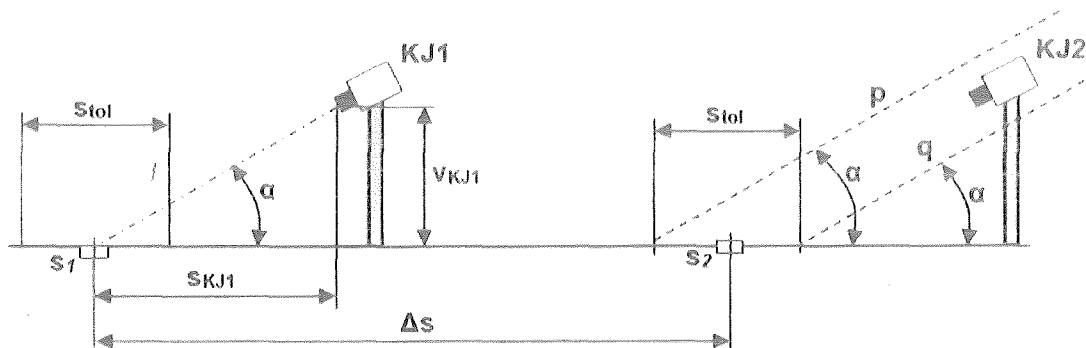 KJ1
KJ2
stol
stol
p
q
α
vKJ1
α
α
s1
s2
sKJ1
Δs